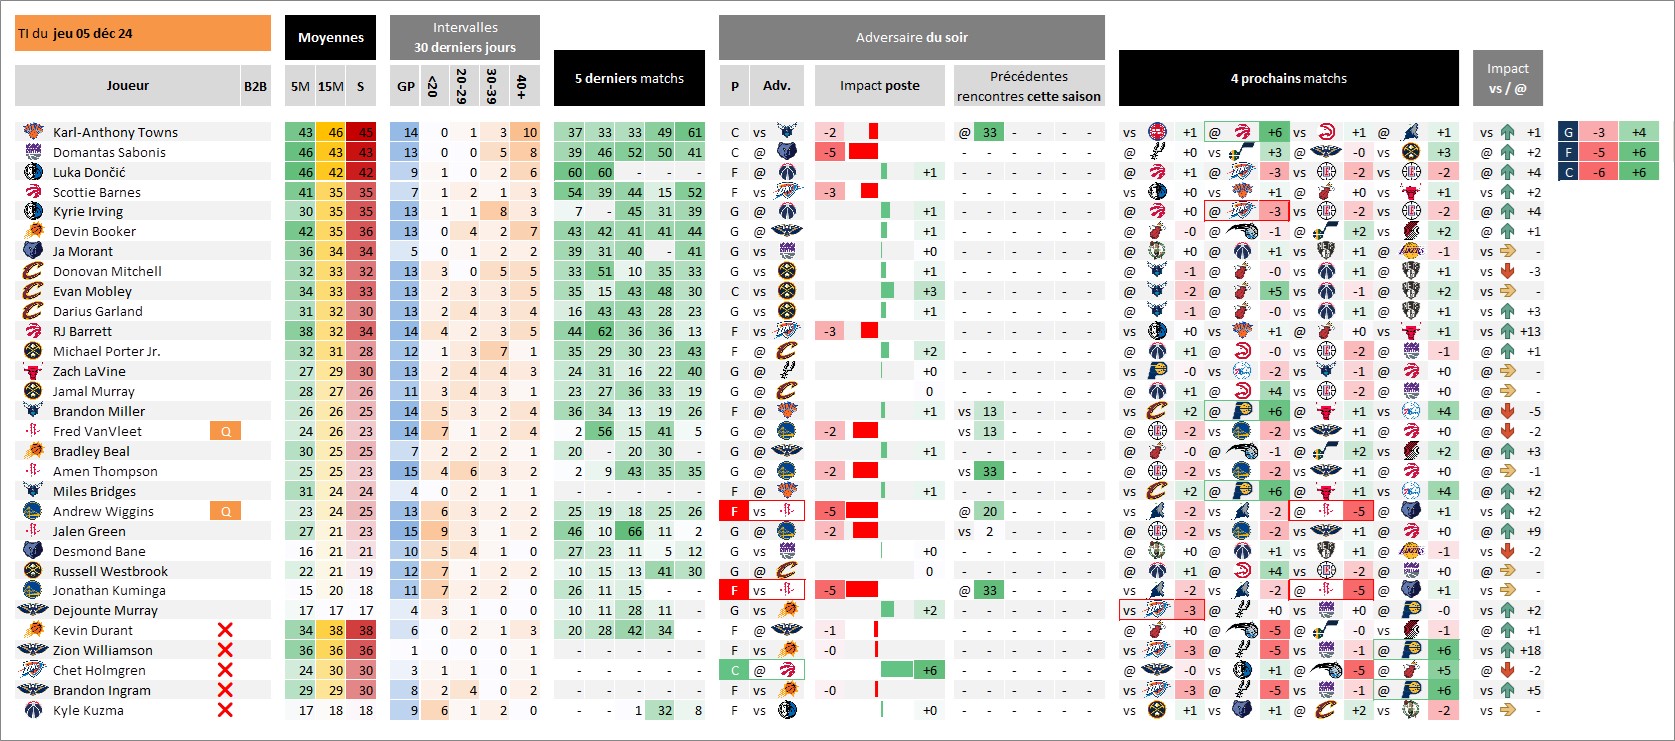 TI du jeu 05 déc 24
Moyennes
Intervalles
30 derniers jours
5 derniers matchs
Adversaire du soir
4 prochains matchs
Impact
vs / @
Joueur B2B 5M 15M S GP <20 20-29 30-39 40+ P Adv. Impact poste Précédentes
rencontres cette saison
Karl-Anthony Towns 43 46 45 14 0 1 3 10 37 33 33 49 61 C vs -2 @ 33 - - - - vs +1 @ +6 vs +1 @ +1 vs +1 G -3 +4
Domantas Sabonis 46 43 43 13 0 0 5 8 39 46 52 50 41 C @ -5 - - - - - @ +0 vs +3 @ -0 vs +3 @ +2 F -5 +6
Luka Dončić 46 42 42 9 1 0 2 6 60 60 - - - F @ +1 - - - - - @ +1 @ -3 vs -2 vs -2 @ +4 C -6 +6
Scottie Barnes 41 35 35 7 1 2 1 3 54 39 44 15 52 F vs -3 - - - - - vs +0 vs +1 @ +0 vs +1 vs +2
Kyrie Irving 30 35 35 13 1 1 8 3 7 - 45 31 39 G @ +1 - - - - - @ +0 @ -3 vs -2 vs -2 @ +4
Devin Booker 42 35 36 13 0 4 2 7 43 42 41 41 44 G @ +1 - - - - - @ -0 @ -1 vs +2 vs +2 @ +1
Ja Morant 36 34 34 5 0 1 2 2 39 31 40 - 41 G vs +0 - - - - - @ +0 @ +1 vs +1 @ -1 vs -
Donovan Mitchell 32 33 32 13 3 0 5 5 33 51 10 35 33 G vs +1 - - - - - @ -1 @ -0 vs +1 @ +1 vs -3
Evan Mobley 34 33 33 13 2 3 3 5 35 15 43 48 30 C vs +3 - - - - - @ -2 @ +5 vs -1 @ +2 vs -
Darius Garland 31 32 30 13 2 4 3 4 16 43 43 28 23 G vs +1 - - - - - @ -1 @ -0 vs +1 @ +1 vs +3
RJ Barrett 38 32 34 14 4 2 3 5 44 62 36 36 13 F vs -3 - - - - - vs +0 vs +1 @ +0 vs +1 vs +13
Michael Porter Jr. 32 31 28 12 1 3 7 1 35 29 30 23 43 F @ +2 - - - - - @ +1 @ -0 vs -2 @ -1 @ +1
Zach LaVine 27 29 30 13 2 4 4 3 24 31 16 22 40 G @ +0 - - - - - vs -0 vs -2 vs -1 @ +0 @ -
Jamal Murray 28 27 26 11 3 4 3 1 23 27 36 33 19 G @ 0 - - - - - @ +1 @ +4 vs -2 @ +0 @ -
Brandon Miller 26 26 25 14 5 3 2 4 36 34 13 19 26 F @ +1 vs 13 - - - - vs +2 @ +6 @ +1 vs +4 @ -5
Fred VanVleet Q 24 26 23 14 7 1 2 4 2 56 15 41 5 G @ -2 vs 13 - - - - @ -2 vs -2 vs +1 @ +0 @ -2
Bradley Beal 30 25 25 7 2 2 2 1 20 - 20 30 - G @ +1 - - - - - @ -0 @ -1 vs +2 vs +2 @ +3
Amen Thompson 25 25 23 15 4 6 3 2 2 9 43 35 35 G @ -2 vs 33 - - - - @ -2 vs -2 vs +1 @ +0 @ -1
Miles Bridges 31 24 24 4 0 2 1 1 - - - - - F @ +1 - - - - - vs +2 @ +6 @ +1 vs +4 @ +2
Andrew Wiggins Q 23 24 25 13 6 3 2 2 25 19 18 25 26 F vs -5 @ 20 - - - - vs -2 vs -2 @ -5 vs +1 vs +2
Jalen Green 27 21 23 15 9 3 1 2 46 10 66 11 2 G @ -2 vs 2 - - - - @ -2 vs -2 vs +1 @ +0 @ +9
Desmond Bane 16 21 21 10 5 4 1 0 27 23 11 5 12 G vs +0 - - - - - @ +0 @ +1 vs +1 @ -1 vs -2
Russell Westbrook 22 21 19 12 7 1 2 2 10 15 13 41 30 G @ 0 - - - - - @ +1 @ +4 vs -2 @ +0 @ -
Jonathan Kuminga 15 20 18 11 7 2 2 0 26 11 15 - - F vs -5 @ 33 - - - - vs -2 vs -2 @ -5 @ +1 vs -
Dejounte Murray 17 17 17 4 3 1 0 0 10 11 28 11 - G vs +2 - - - - - vs -3 @ +0 vs +0 @ -0 vs +2
Kevin Durant 34 38 38 6 0 2 1 3 20 28 42 34 - F @ -1 - - - - - @ +0 @ -5 vs -0 vs -1 @ +1
Zion Williamson 36 36 36 1 0 0 0 1 - - - - - F vs -0 - - - - - vs -3 @ -5 vs -1 @ +6 vs +18
Chet Holmgren 24 30 30 3 1 1 0 1 - - - - - C @ +6 - - - - - @ -0 vs +1 @ -5 @ +5 @ -2
Brandon Ingram 29 29 30 8 2 4 0 2 - - - - - F vs -0 - - - - - vs -3 @ -5 vs -1 @ +6 vs +5
Kyle Kuzma 17 18 18 9 6 1 2 0 - - 1 32 8 F vs +0 - - - - - vs +1 vs +1 @ +2 vs -2 vs -